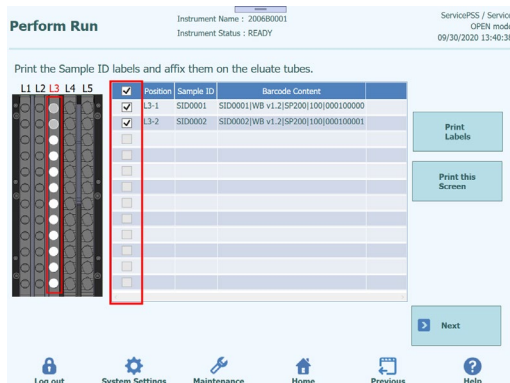 Perform Run
Instrument Name : 2006B0001
Instrument Status : READY
ServicePSS / Service
OPEN mode
09/30/2020 13:40:38
Print the Sample ID labels and affix them on the eluate tubes.
L1 L2 L3 L4 L5
Position Sample ID Barcode Content
L3-1 SID0001 SID0001|WB v1.2|SP200|100|000100000
L3-2 SID0002 SID0002|WB v1.2|SP200|100|000100001
Print
Labels
Print this
Screen
Next
Log out System Settings Maintenance Home Previous Help